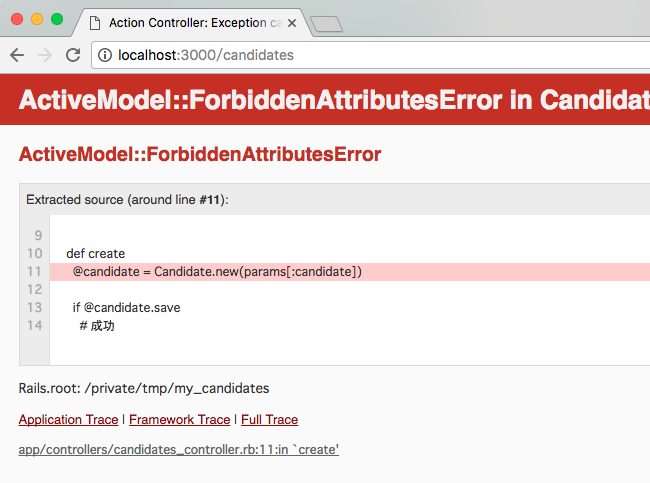 Action Controller: Exception ca
localhost:3000/candidates
ActiveModel::ForbiddenAttributesError in Candidat
ActiveModel::ForbiddenAttributesError
Extracted source (around line #11):
9
10 def create
11 @candidate = Candidate.new(params[:candidate])
12
13 if @candidate.save
14 # 成功
Rails.root: /private/tmp/my_candidates
Application Trace | Framework Trace | Full Trace
app/controllers/candidates_controller.rb:11:in `create'